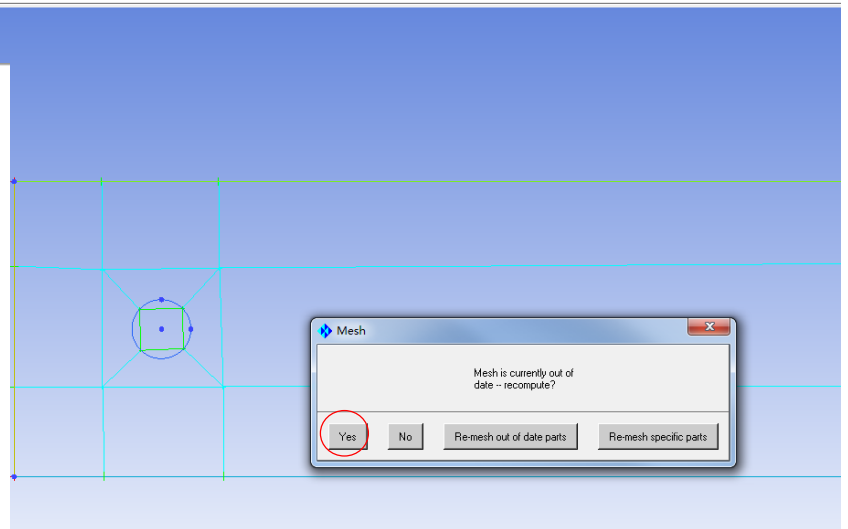 Mesh
X
Mesh is currently out of
date -- recompute?
Yes No Re-mesh out of date parts Re-mesh specific parts